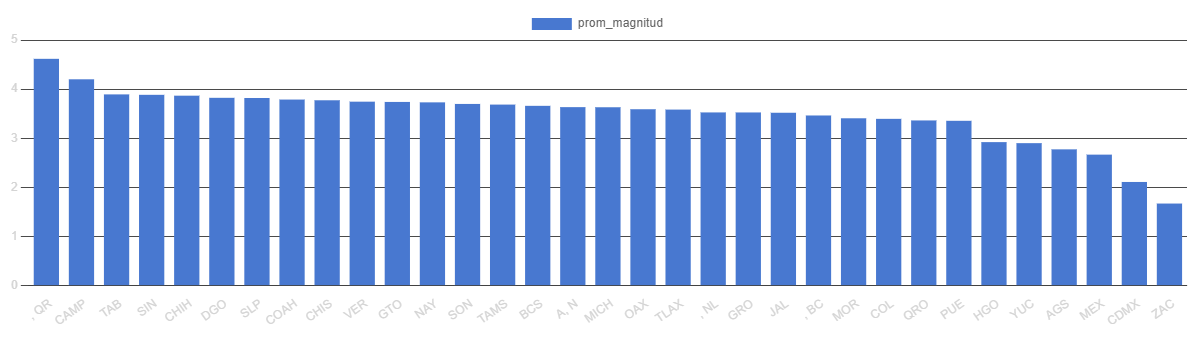 prom_magnitud
5
4
3
2
1
0
, QR
CAMP
TAB
SIN
CHIH
DGO
SLP
COAH
CHIS
VER
GTO
NAY
SON
TAMS
BCS
A, N
MICH
OAX
TLAX
, NL
GRO
JAL
, BC
MOR
COL
QRO
PUE
HGO
YUC
AGS
MEX
CDMX
ZAC